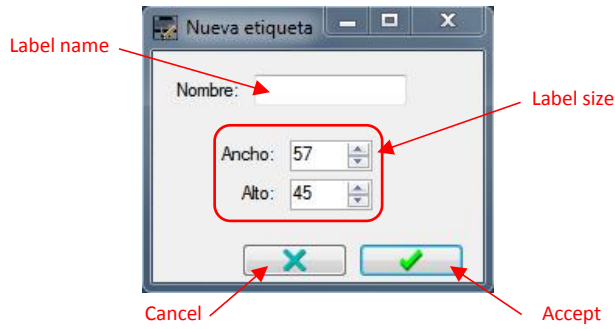 Nueva etiqueta
Label name
Nombre:
Label size
Ancho: 57
Alto: 45
Cancel
Accept